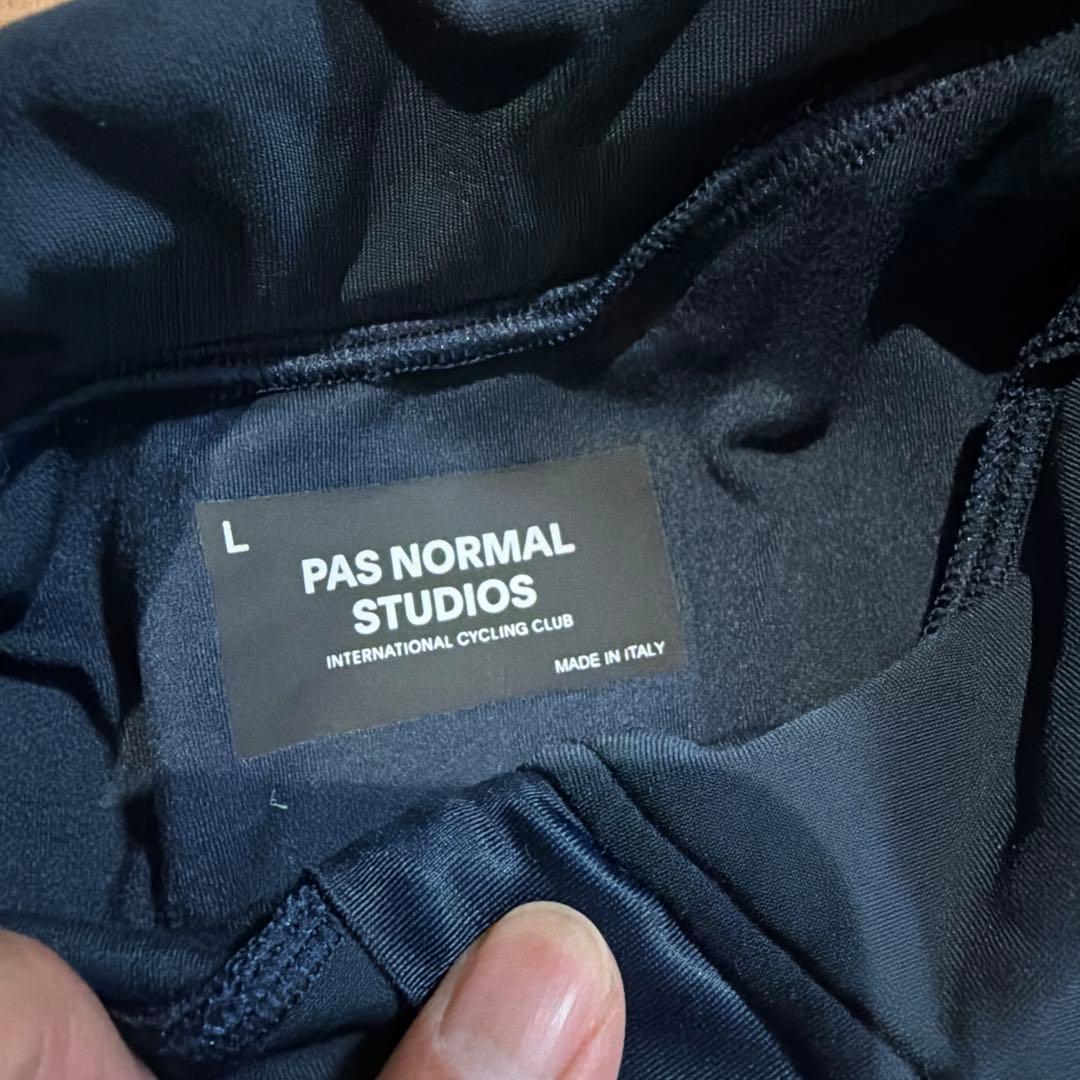 L
PAS NORMAL
STUDIOS
INTERNATIONAL CYCLING CLUB
MADE IN ITALY